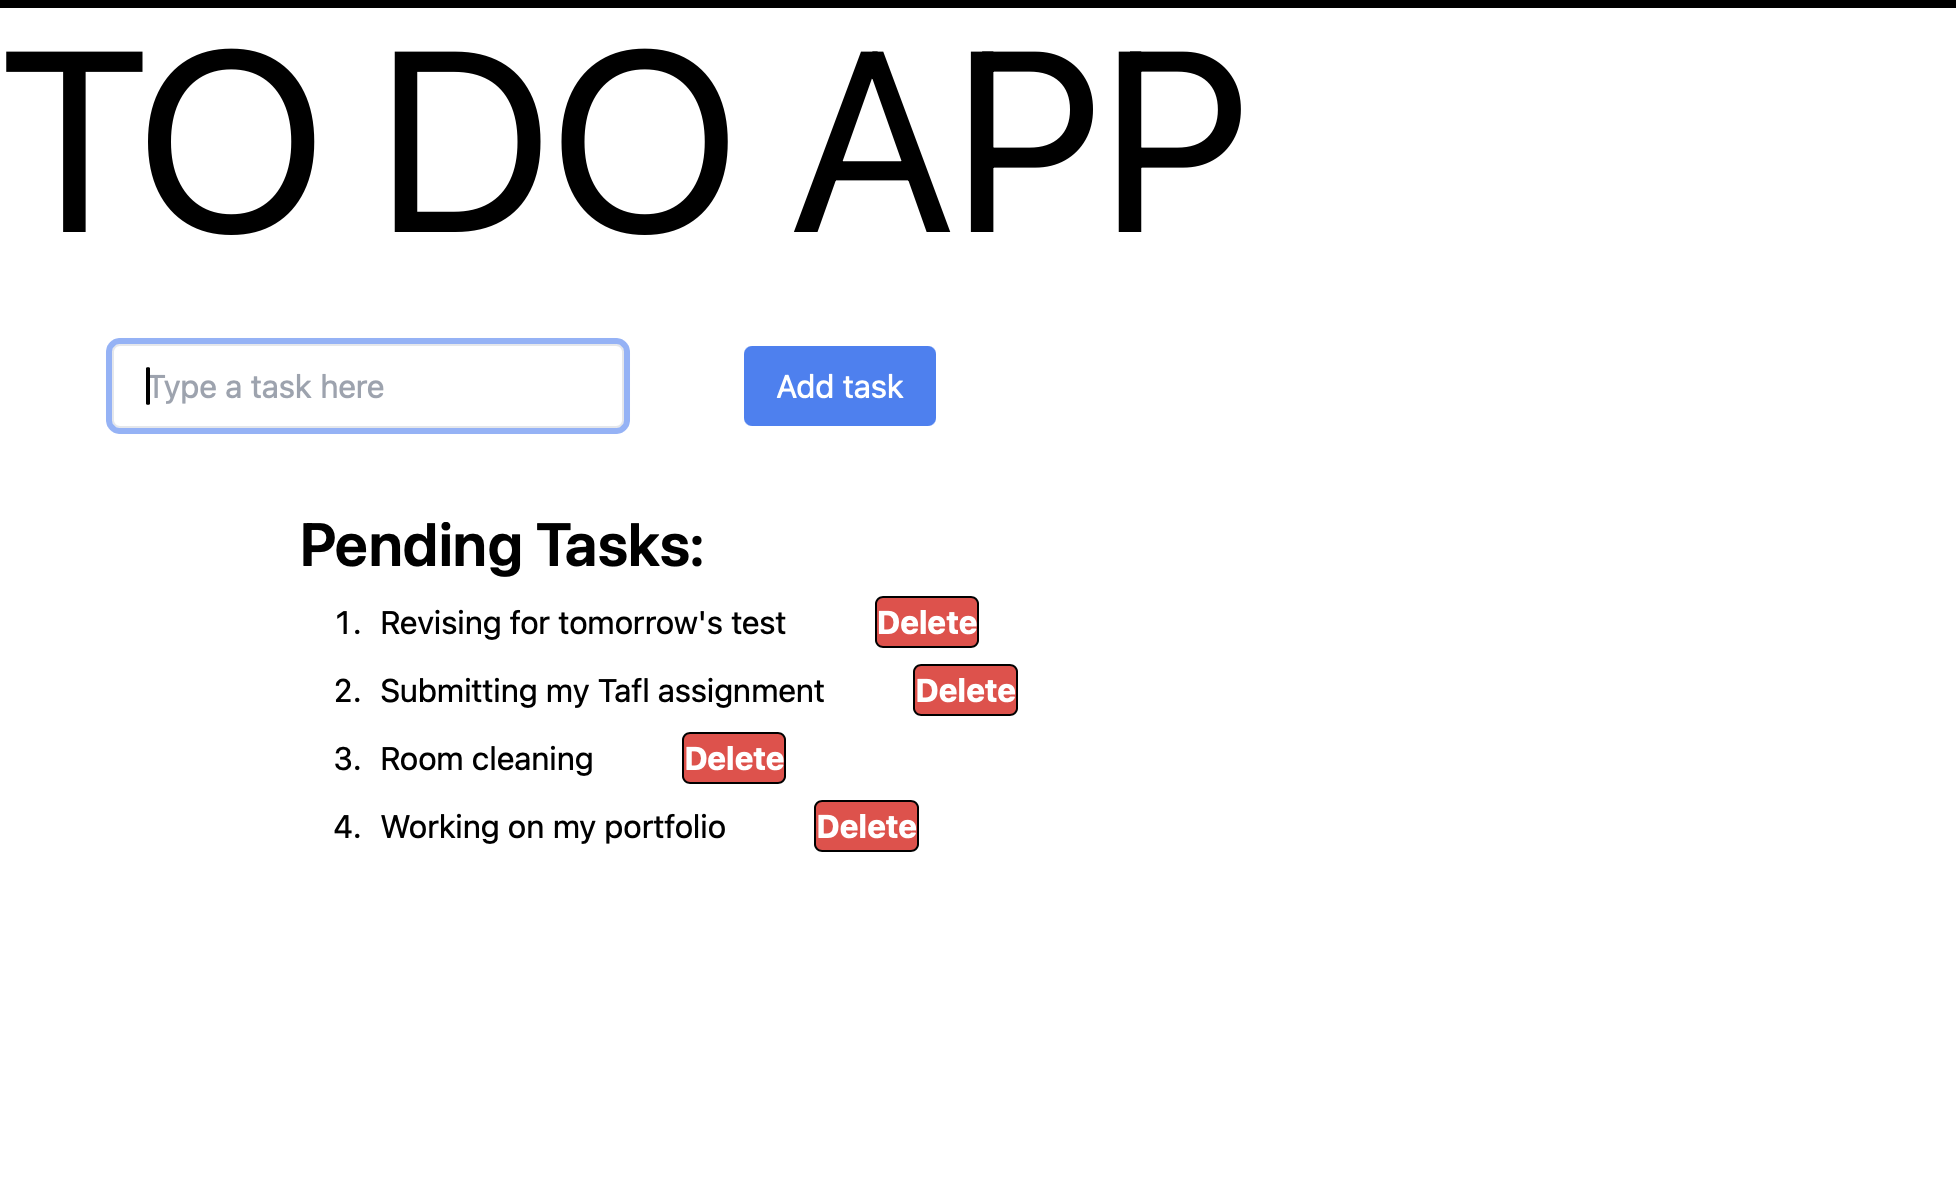 TO DO APP
Type a task here
Add task
Pending Tasks:
1. Revising for tomorrow's test Delete
2. Submitting my Tafl assignment Delete
3. Room cleaning Delete
4. Working on my portfolio Delete